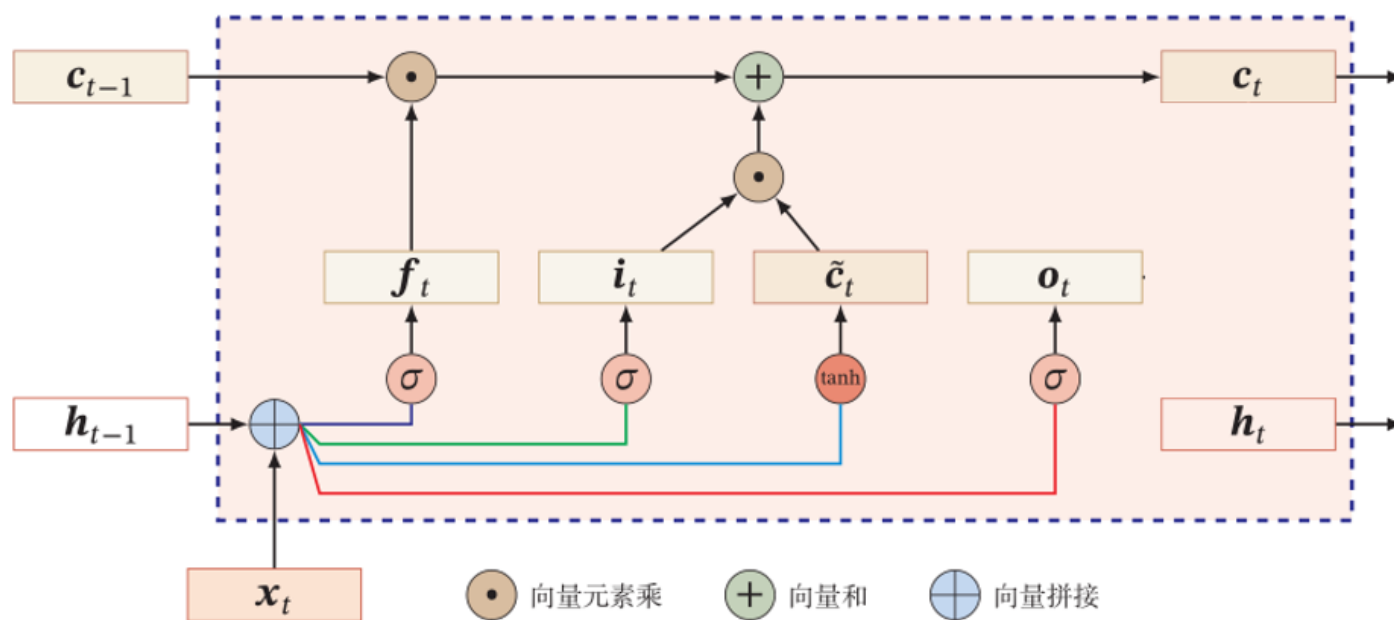 c_{t−1}
c_t
f_t
i_t
c̃_t
o_t
σ
σ
tanh
σ
h_{t−1}
h_t
x_t
向量元素乘
向量和
向量拼接